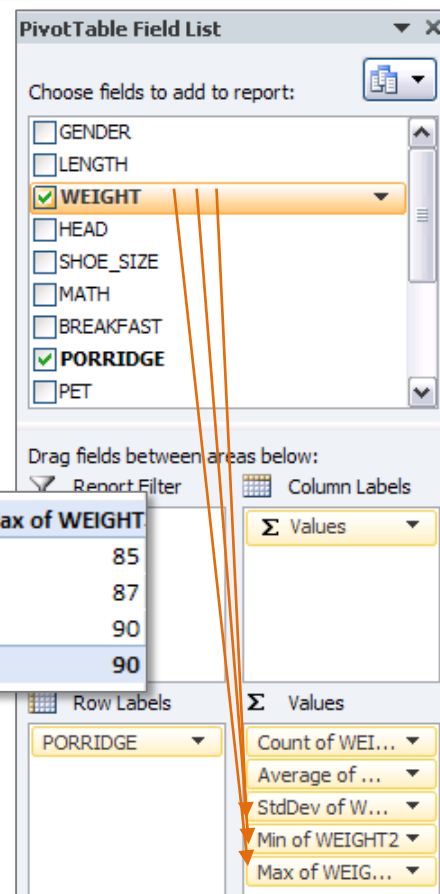 PivotTable Field List
Choose fields to add to report:
GENDER
LENGTH
WEIGHT
HEAD
SHOE_SIZE
MATH
BREAKFAST
PORRIDGE
PET
Drag fields between areas below:
Report Filter
Column Labels
Σ Values
ax of WEIGHT
85
87
90
90
Row Labels
Σ Values
PORRIDGE
Count of WEI...
Average of ...
StdDev of W...
Min of WEIGHT2
Max of WEIG...